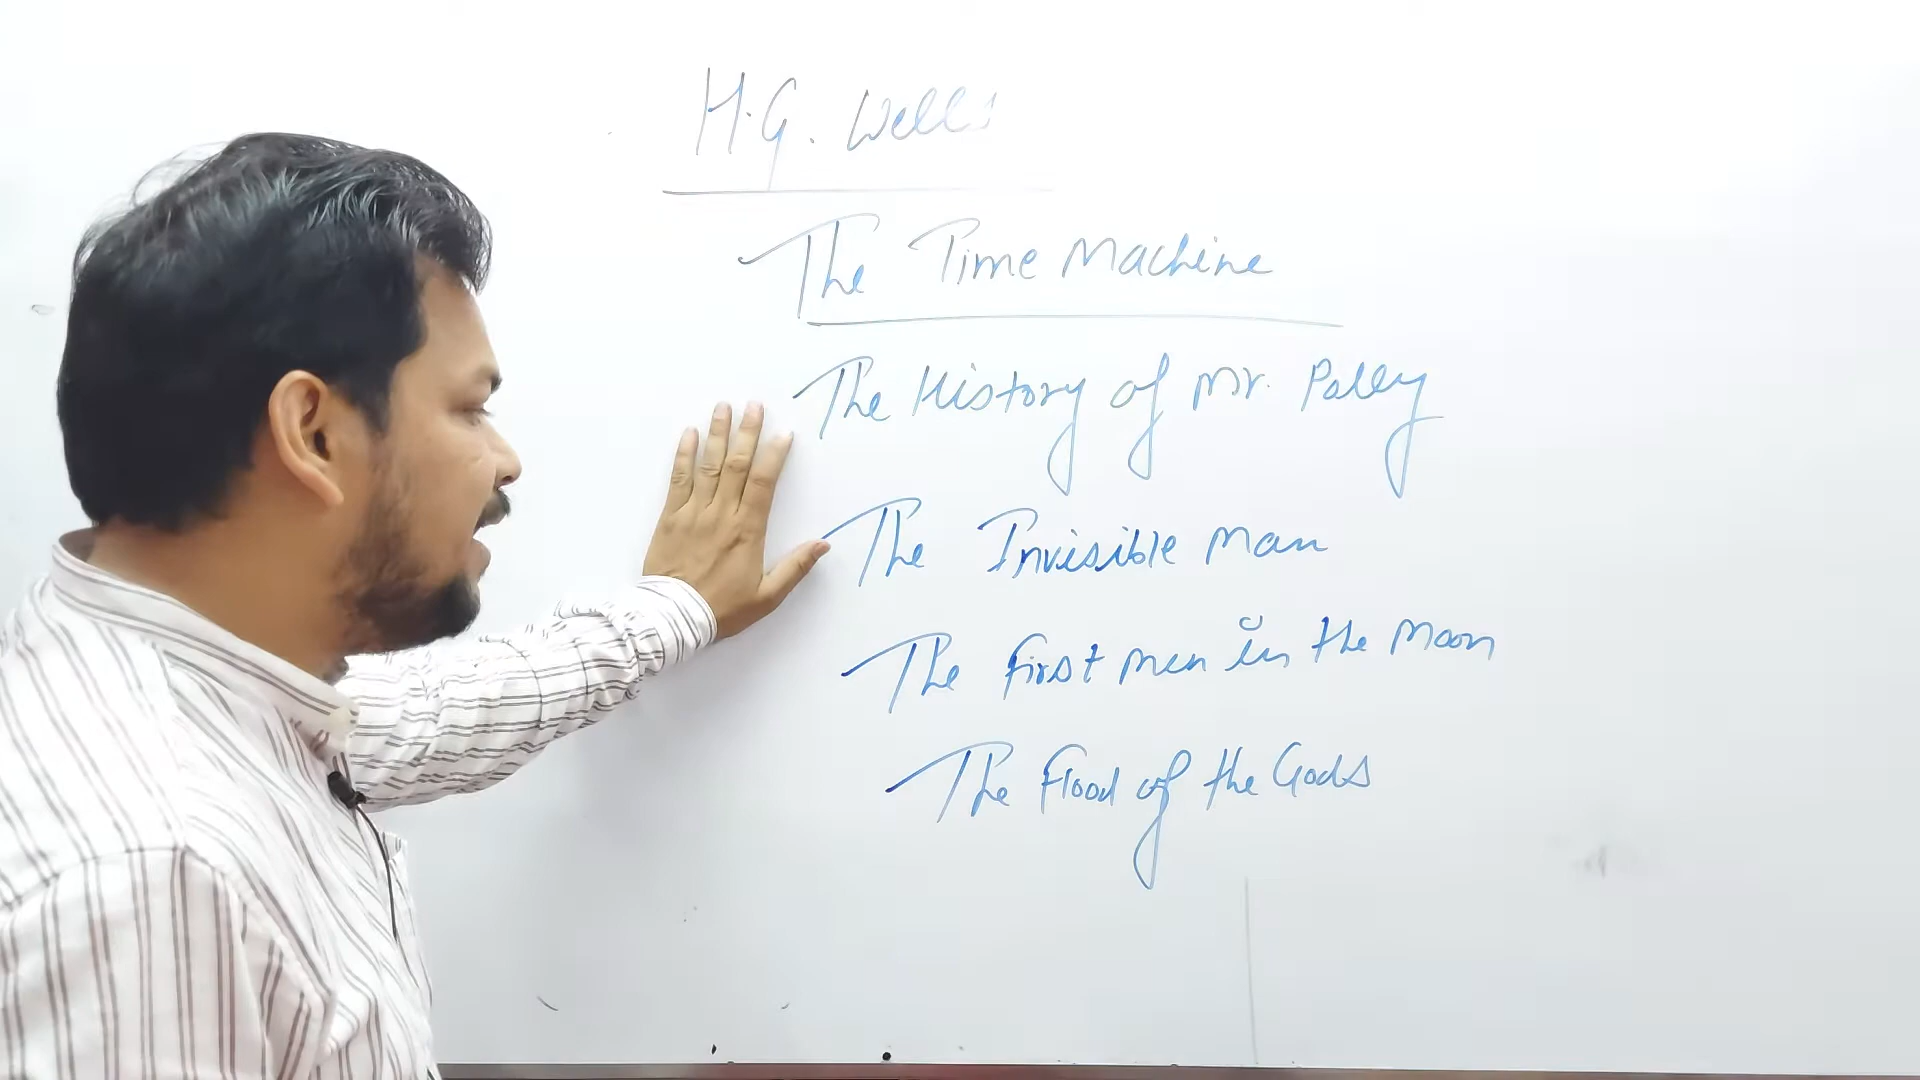 H.G. Wells
The Time Machine
The History of Mr. Polly
The Invisible Man
The First men in the Moon
The Flood of the Gods